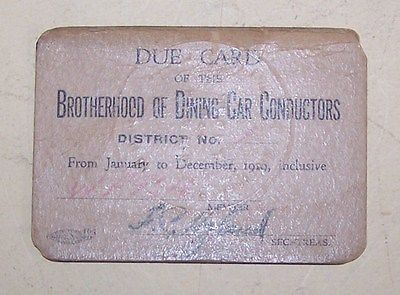 DUE CARD
OF THE
BROTHERHOOD OF DINING CAR CONDUCTORS
DISTRICT NO.
From January to December, 1919, inclusive
MEMBER
SEC-TREAS.